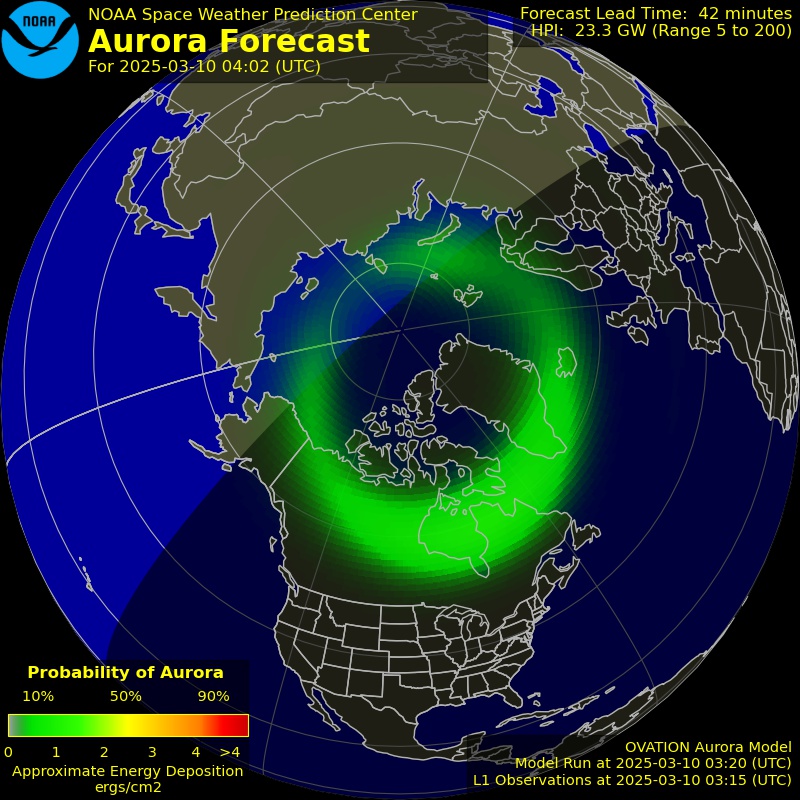 NOAA
NOAA Space Weather Prediction Center
Aurora Forecast
For 2025-03-10 04:02 (UTC)
Forecast Lead Time: 42 minutes
HPI: 23.3 GW (Range 5 to 200)
Probability of Aurora
10% 50% 90%
0 1 2 3 4 >4
Approximate Energy Deposition
ergs/cm2
OVATION Aurora Model
Model Run at 2025-03-10 03:20 (UTC)
L1 Observations at 2025-03-10 03:15 (UTC)